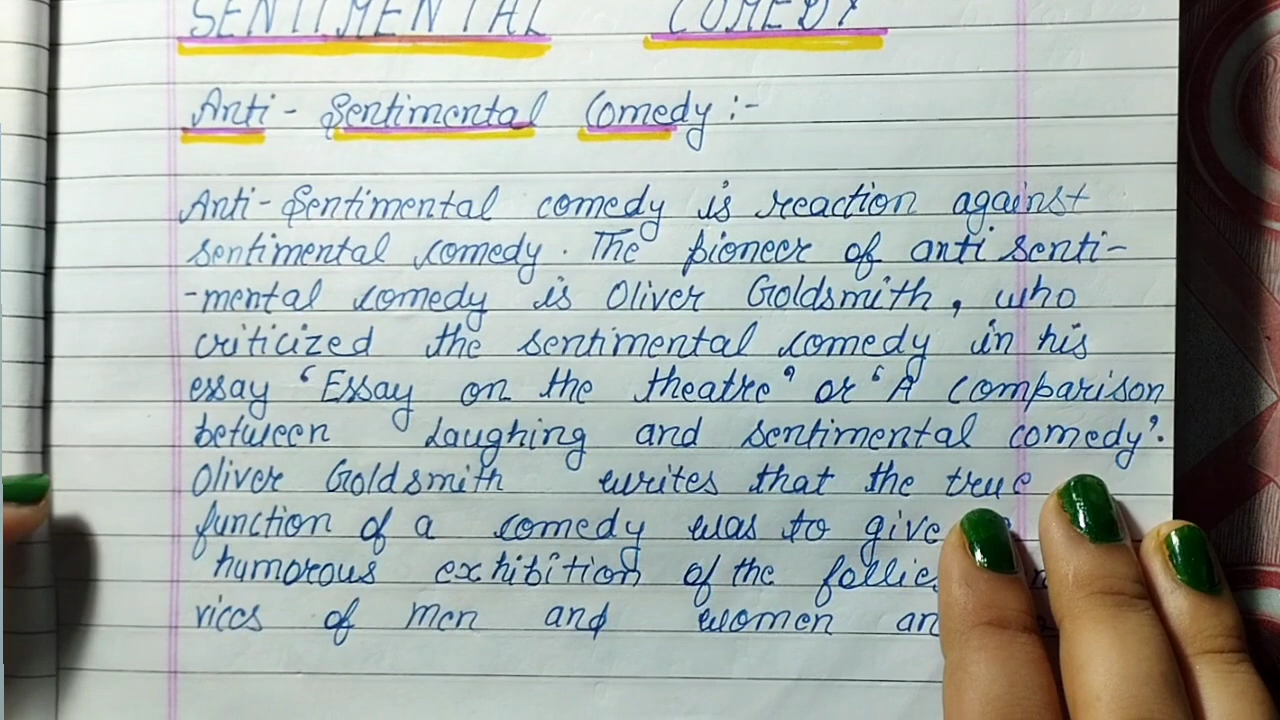 SENTIMENTAL COMEDY
Anti - Sentimental Comedy :-
Anti - Sentimental comedy is reaction against
sentimental comedy. The pioneer of anti senti-
-mental comedy is Oliver Goldsmith, who
criticized the sentimental comedy in his
essay ‘Essay on the theatre’ or ‘A comparison
between Laughing and sentimental comedy’.
Oliver Goldsmith writes that the true
function of a comedy was to give
humorous exhibition of the
vices of men and women